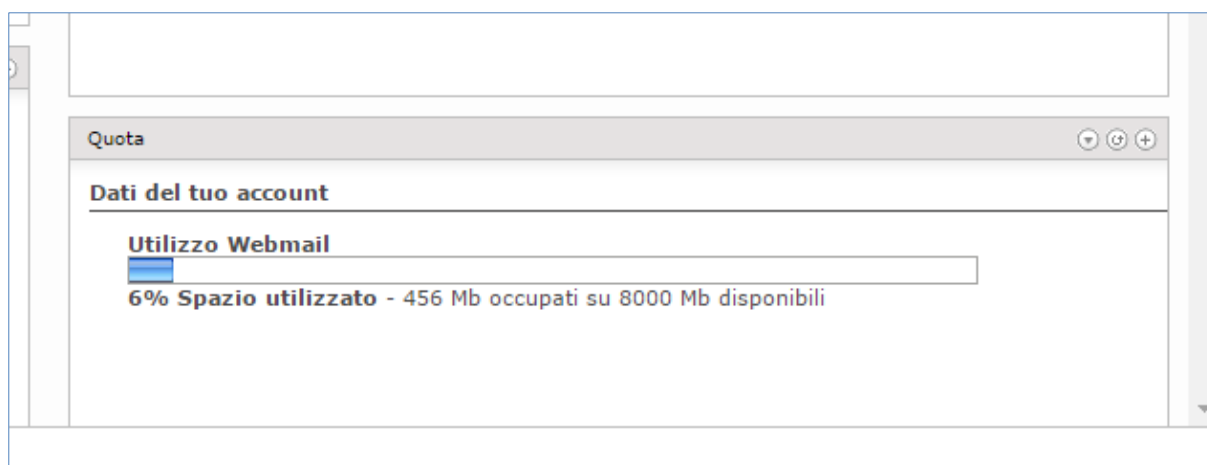 Quota
Dati del tuo account
Utilizzo Webmail
6% Spazio utilizzato - 456 Mb occupati su 8000 Mb disponibili